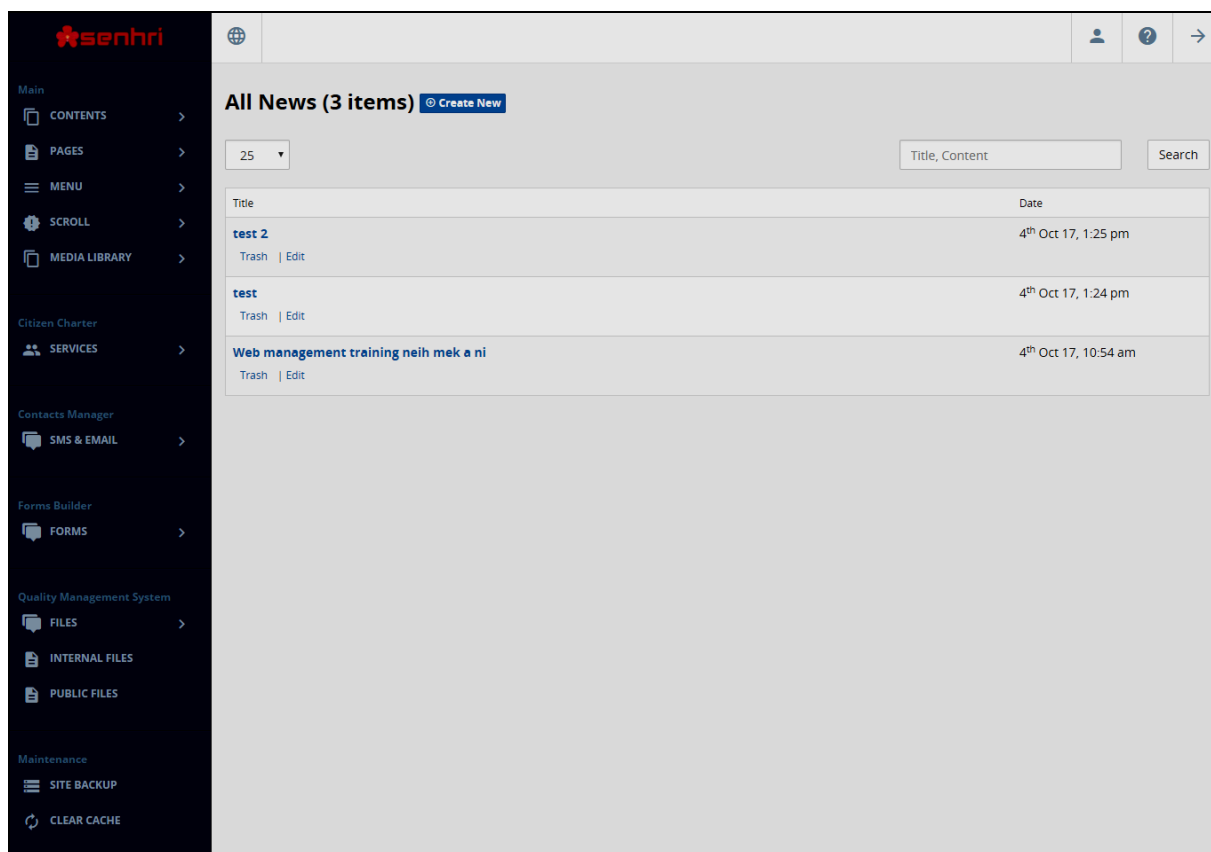 senhri
Main
CONTENTS
PAGES
MENU
SCROLL
MEDIA LIBRARY
Citizen Charter
SERVICES
Contacts Manager
SMS & EMAIL
Forms Builder
FORMS
Quality Management System
FILES
INTERNAL FILES
PUBLIC FILES
Maintenance
SITE BACKUP
CLEAR CACHE
All News (3 items) Create New
25 Title, Content Search
Title Date
test 2 4th Oct 17, 1:25 pm
Trash | Edit
test 4th Oct 17, 1:24 pm
Trash | Edit
Web management training neih mek a ni 4th Oct 17, 10:54 am
Trash | Edit